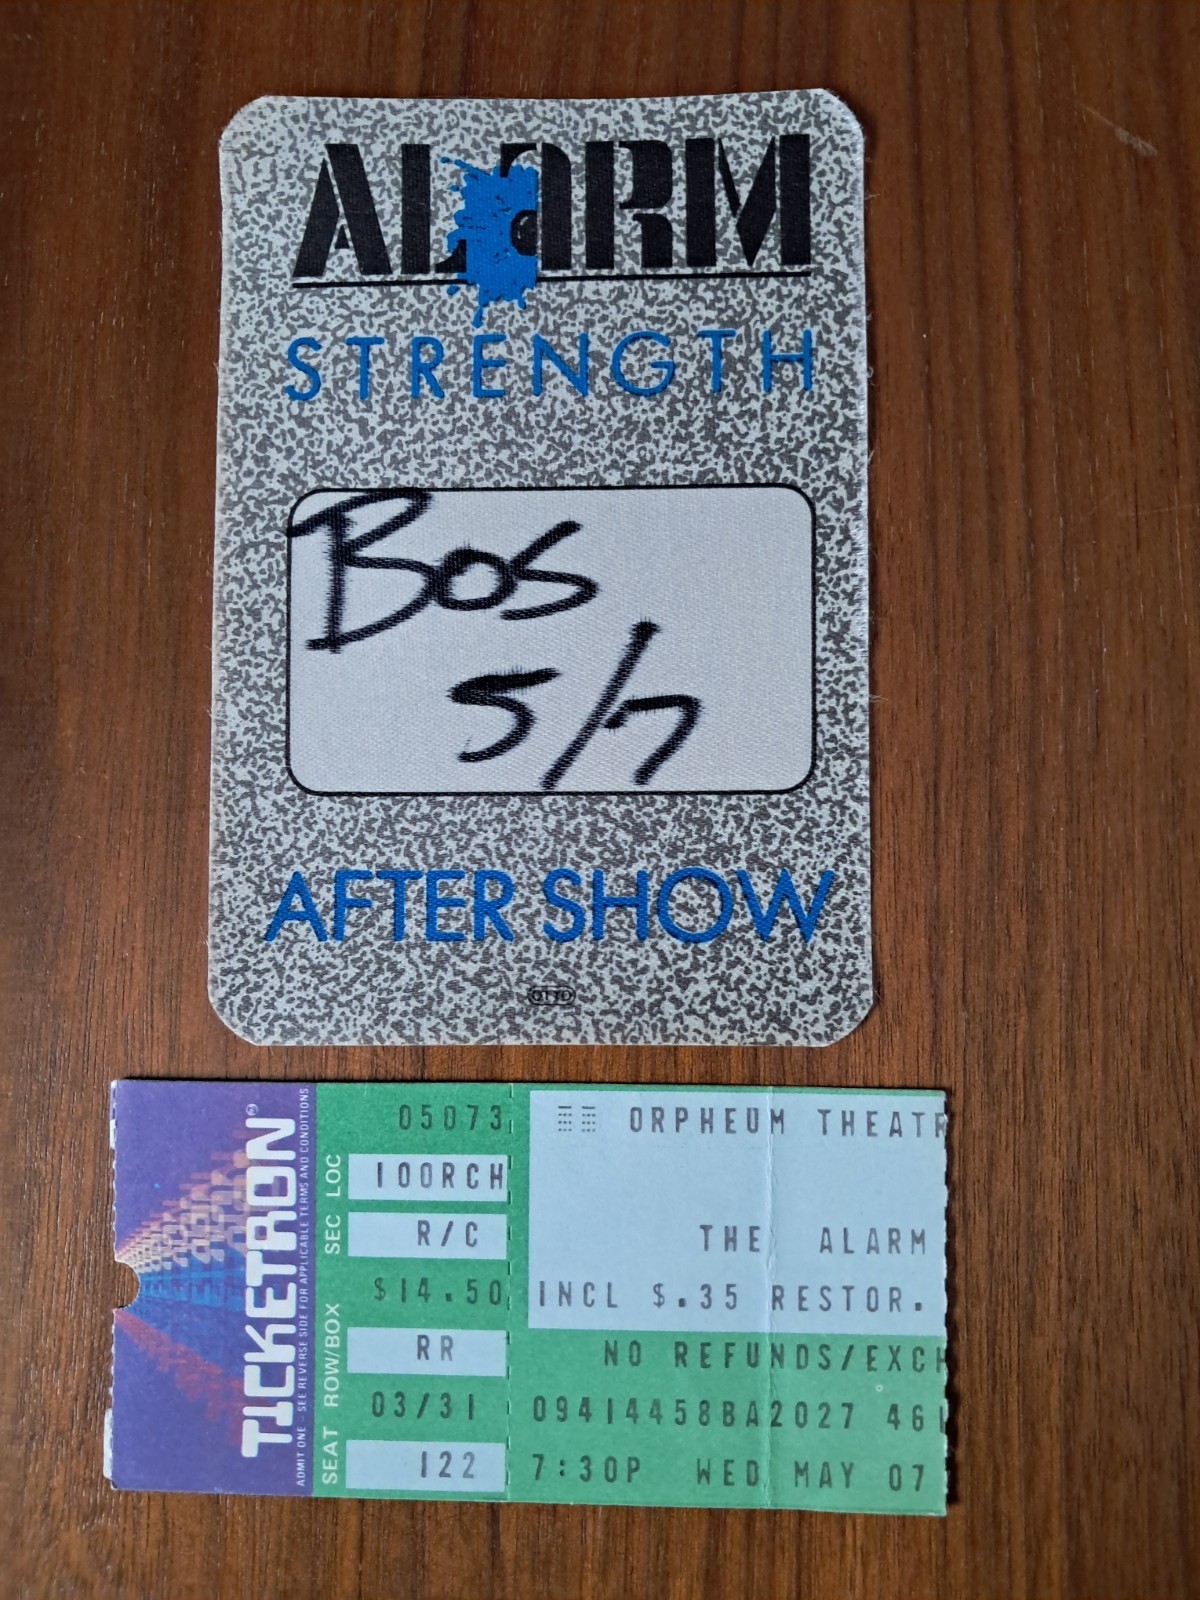 ALARM
STRENGTH
Bos
5/7
AFTER SHOW
OTTO
TICKETRON®
ADMIT ONE - SEE REVERSE SIDE FOR APPLICABLE TERMS AND CONDITIONS.
SEAT ROW/BOX SEC LOC
05073
100RCH
R/C
$14.50
RR
03/31
122
ORPHEUM THEATR
THE ALARM
INCL $.35 RESTOR.
NO REFUNDS/EXCH
09414458BA2027 461
7:30P WED MAY 07